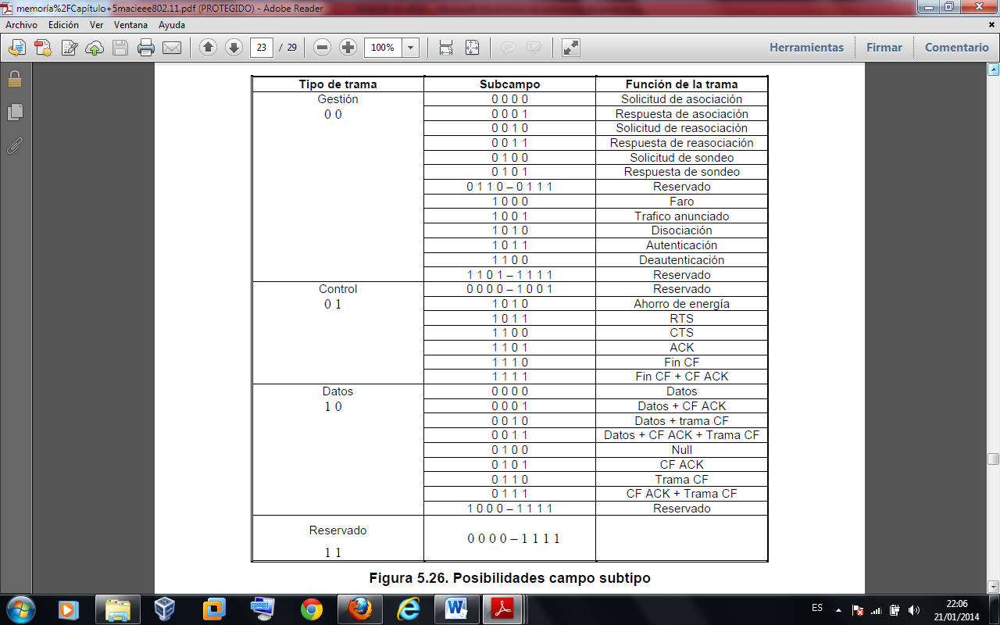 memoría%2FCapítulo+5macieee802.11.pdf (PROTEGIDO) - Adobe Reader
Archivo Edición Ver Ventana Ayuda
23 / 29 100% Herramientas Firmar Comentario
Tipo de trama Subcampo Función de la trama
Gestión 0 0 0 0 Solicitud de asociación
0 0 0 0 0 1 Respuesta de asociación
0 0 1 0 Solicitud de reasociación
0 0 1 1 Respuesta de reasociación
0 1 0 0 Solicitud de sondeo
0 1 0 1 Respuesta de sondeo
0 1 1 0 – 0 1 1 1 Reservado
1 0 0 0 Faro
1 0 0 1 Trafico anunciado
1 0 1 0 Disociación
1 0 1 1 Autenticación
1 1 0 0 Deautenticación
1 1 0 1 – 1 1 1 1 Reservado
Control 0 0 0 0 – 1 0 0 1 Reservado
0 1 1 0 1 0 Ahorro de energía
1 0 1 1 RTS
1 1 0 0 CTS
1 1 0 1 ACK
1 1 1 0 Fin CF
1 1 1 1 Fin CF + CF ACK
Datos 0 0 0 0 Datos
1 0 0 0 0 1 Datos + CF ACK
0 0 1 0 Datos + trama CF
0 0 1 1 Datos + CF ACK + Trama CF
0 1 0 0 Null
0 1 0 1 CF ACK
0 1 1 0 Trama CF
0 1 1 1 CF ACK + Trama CF
1 0 0 0 – 1 1 1 1 Reservado
Reservado
0 0 0 0 – 1 1 1 1
1 1
Figura 5.26. Posibilidades campo subtipo
ES 22:06
21/01/2014